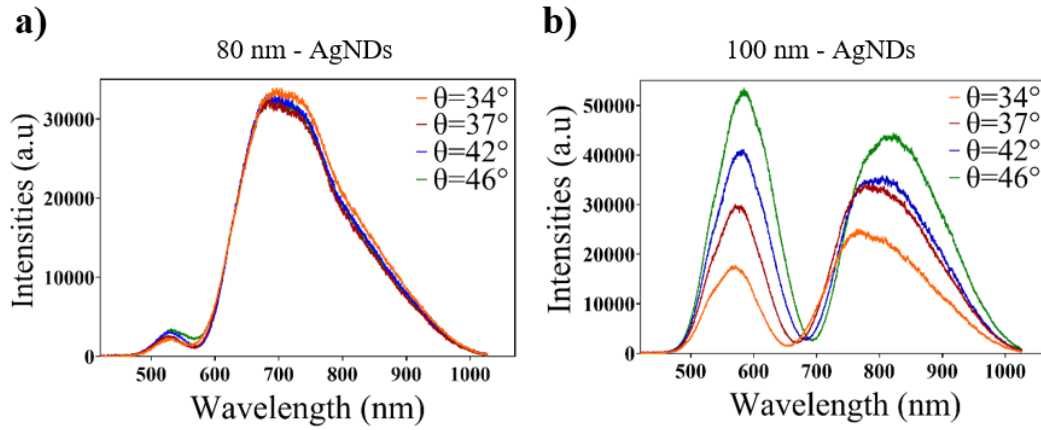 a)
80 nm - AgNDs
Intensities (a.u)
30000
20000
10000
0
500 600 700 800 900 1000
Wavelength (nm)
θ=34°
θ=37°
θ=42°
θ=46°
b)
100 nm - AgNDs
Intensities (a.u)
50000
40000
30000
20000
10000
0
500 600 700 800 900 1000
Wavelength (nm)
θ=34°
θ=37°
θ=42°
θ=46°